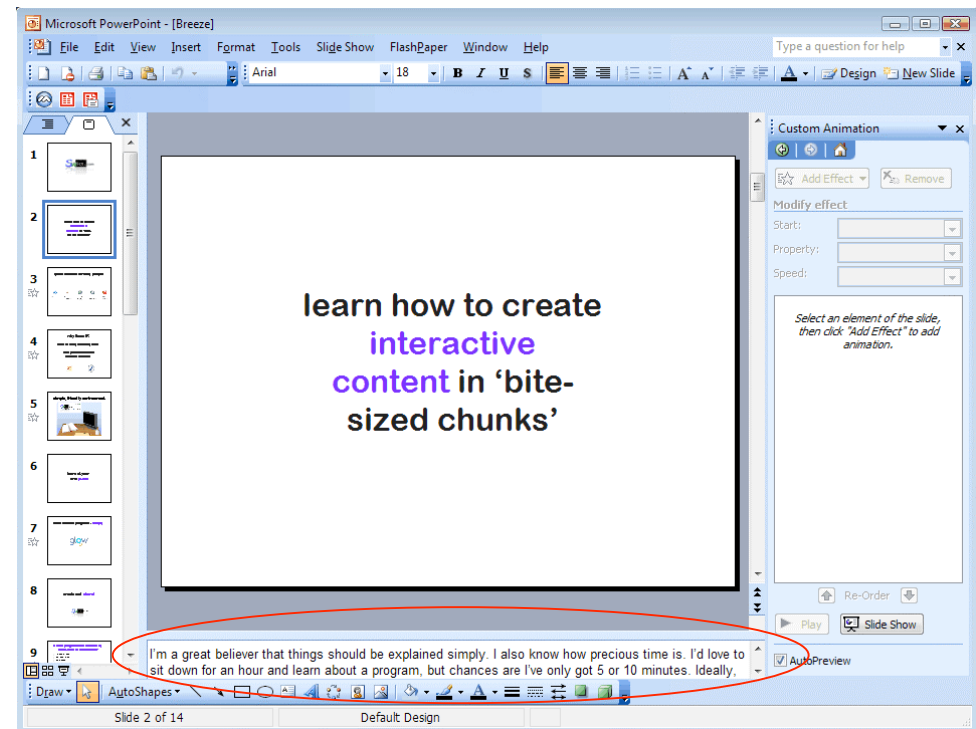 Microsoft PowerPoint - [Breeze]
File Edit View Insert Format Tools Slide Show FlashPaper Window Help
Type a question for help
Arial 18 B I U S A A A Design New Slide
Custom Animation
Add Effect Remove
Modify effect
Start:
Property:
Speed:
Select an element of the slide,
then click "Add Effect" to add
animation.
Re-Order
Play Slide Show
AutoPreview
1
2
3
4
5
6
7
glow
8
9
learn how to create
interactive
content in ‘bite-
sized chunks’
I'm a great believer that things should be explained simply. I also know how precious time is. I'd love to
sit down for an hour and learn about a program, but chances are I've only got 5 or 10 minutes. Ideally,
Draw AutoShapes A A
Slide 2 of 14 Default Design